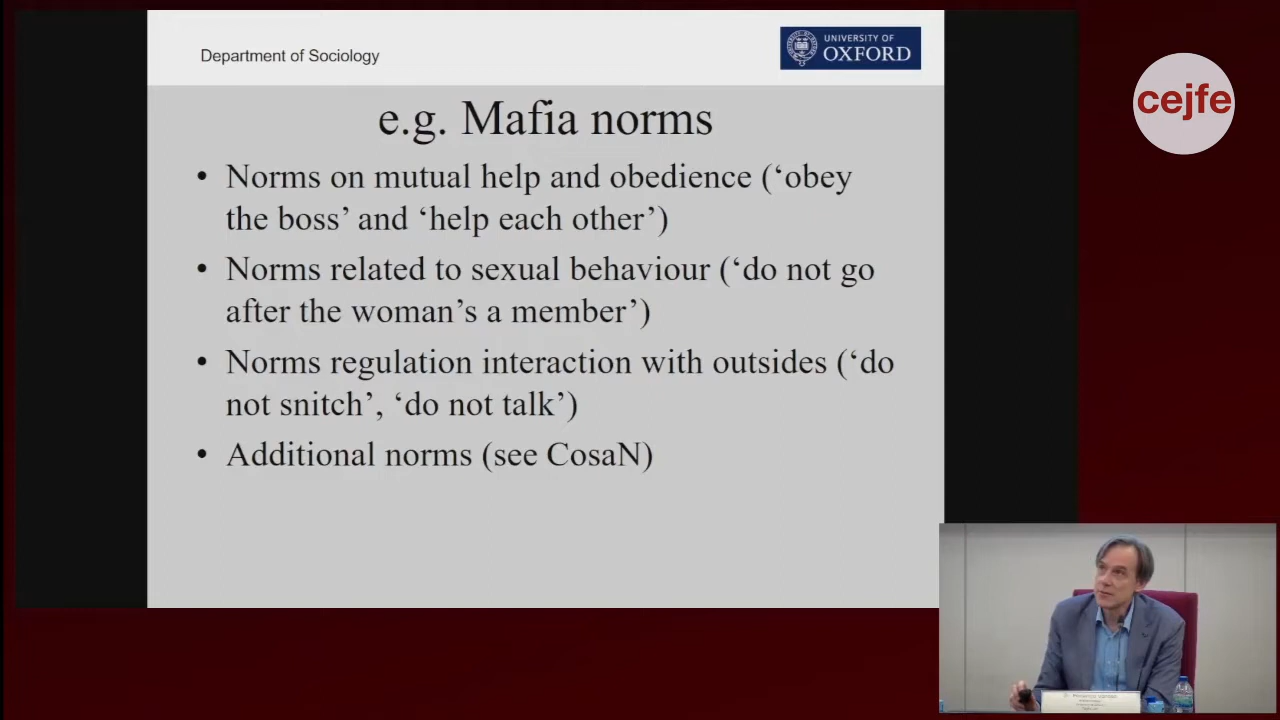 Department of Sociology
UNIVERSITY OF
OXFORD
cejfe
e.g. Mafia norms
• Norms on mutual help and obedience (‘obey
the boss’ and ‘help each other’)
• Norms related to sexual behaviour (‘do not go
after the woman’s a member’)
• Norms regulation interaction with outsides (‘do
not snitch’, ‘do not talk’)
• Additional norms (see CosaN)